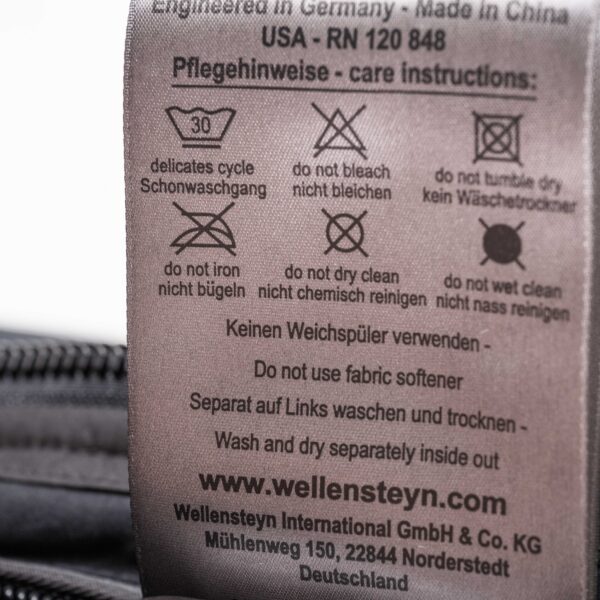 Engineered in Germany - Made in China
USA - RN 120 848
Pflegehinweise - care instructions:
30
delicates cycle
Schonwaschgang
do not bleach
nicht bleichen
do not tumble dry
kein Wäschetrockner
do not iron
nicht bügeln
do not dry clean
nicht chemisch reinigen
do not wet clean
nicht nass reinigen
Keinen Weichspüler verwenden -
Do not use fabric softener
Separat auf Links waschen und trocknen -
Wash and dry separately inside out
www.wellensteyn.com
Wellensteyn International GmbH & Co. KG
Mühlenweg 150, 22844 Norderstedt
Deutschland